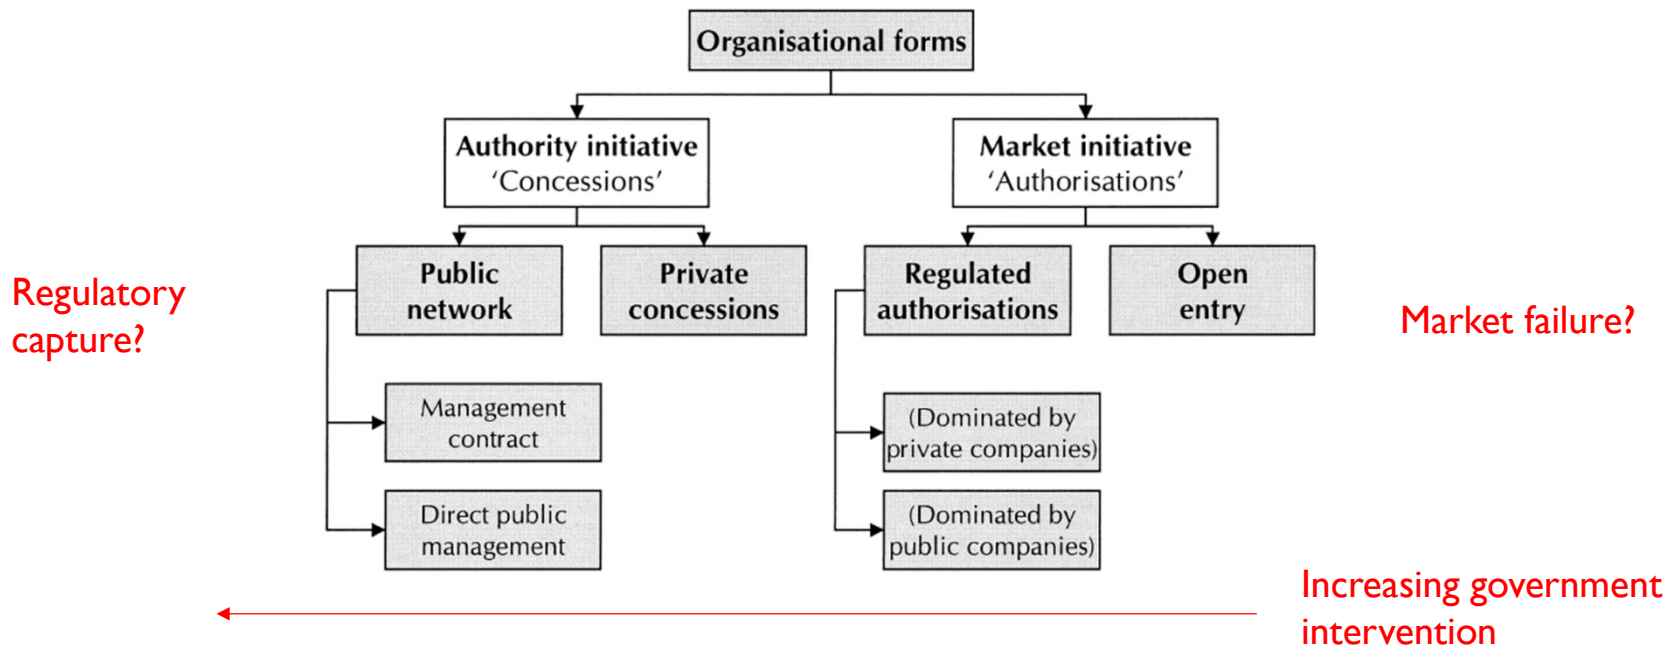 Organisational forms
Authority initiative
‘Concessions’
Market initiative
‘Authorisations’
Public
network
Private
concessions
Regulated
authorisations
Open
entry
Regulatory
capture?
Market failure?
Management
contract
(Dominated by
private companies)
Direct public
management
(Dominated by
public companies)
Increasing government
intervention